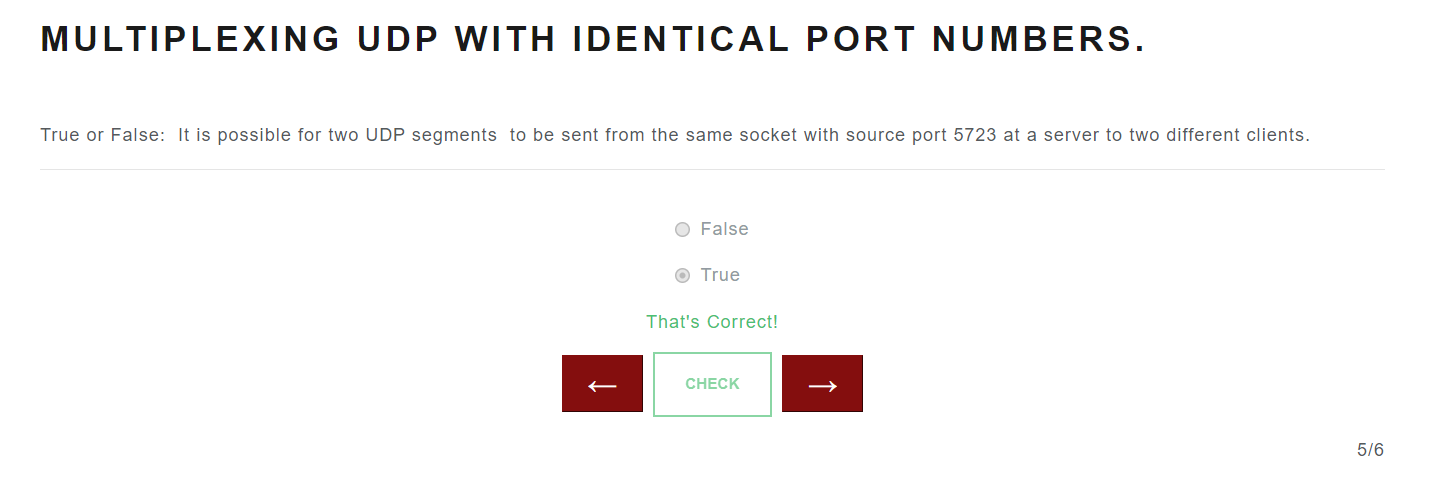 MULTIPLEXING UDP WITH IDENTICAL PORT NUMBERS.
True or False:  It is possible for two UDP segments  to be sent from the same socket with source port 5723 at a server to two different clients.
False
True
That's Correct!
← CHECK →
5/6